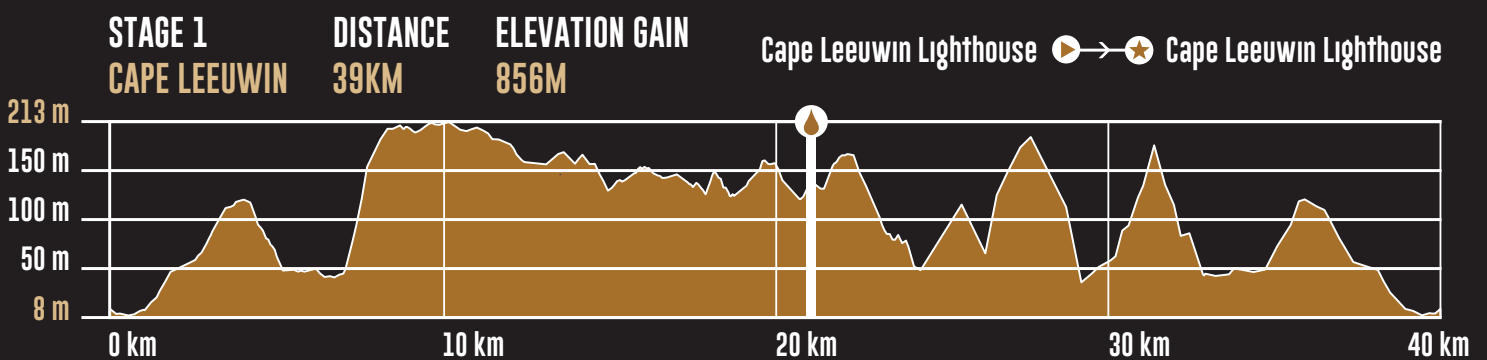 STAGE 1
CAPE LEEUWIN
DISTANCE
39KM
ELEVATION GAIN
856M
Cape Leeuwin Lighthouse
Cape Leeuwin Lighthouse
213 m
150 m
100 m
50 m
8 m
0 km
10 km
20 km
30 km
40 km